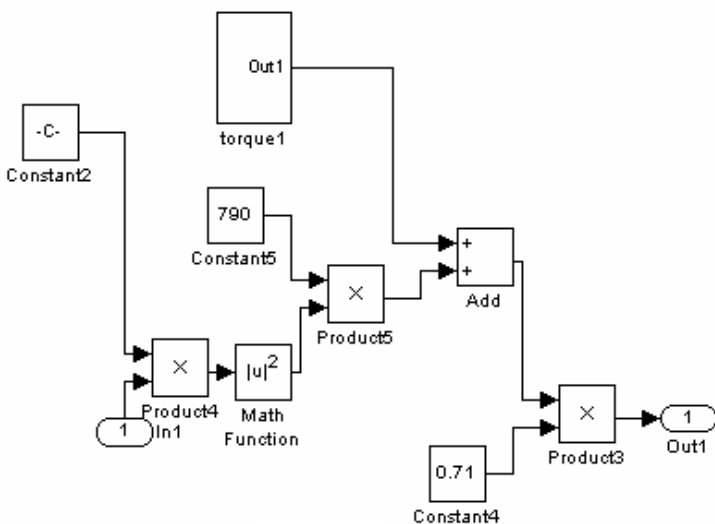 Out1
torque1
-C-
Constant2
790
Constant5
×
Product5
+
+
Add
×
Product4
1
In1
|u|²
Math
Function
×
Product3
1
Out1
0.71
Constant4